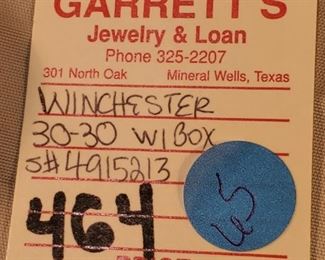 GARRETT'S
Jewelry & Loan
Phone 325-2207
301 North Oak Mineral Wells, Texas
WINCHESTER
30-30 W/BOX
S#4915213
464
65